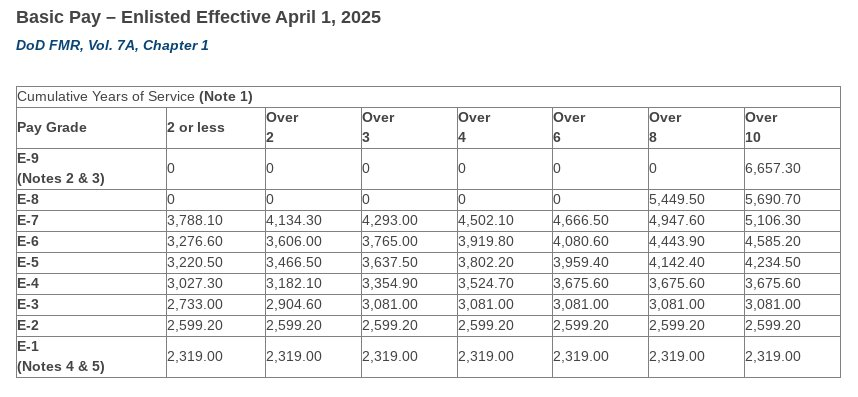 Basic Pay – Enlisted Effective April 1, 2025
DoD FMR, Vol. 7A, Chapter 1
Cumulative Years of Service (Note 1)
Pay Grade 2 or less Over 2 Over 3 Over 4 Over 6 Over 8 Over 10
E-9 (Notes 2 & 3) 0 0 0 0 0 0 6,657.30
E-8 0 0 0 0 0 5,449.50 5,690.70
E-7 3,788.10 4,134.30 4,293.00 4,502.10 4,666.50 4,947.60 5,106.30
E-6 3,276.60 3,606.00 3,765.00 3,919.80 4,080.60 4,443.90 4,585.20
E-5 3,220.50 3,466.50 3,637.50 3,802.20 3,959.40 4,142.40 4,234.50
E-4 3,027.30 3,182.10 3,354.90 3,524.70 3,675.60 3,675.60 3,675.60
E-3 2,733.00 2,904.60 3,081.00 3,081.00 3,081.00 3,081.00 3,081.00
E-2 2,599.20 2,599.20 2,599.20 2,599.20 2,599.20 2,599.20 2,599.20
E-1 (Notes 4 & 5) 2,319.00 2,319.00 2,319.00 2,319.00 2,319.00 2,319.00 2,319.00